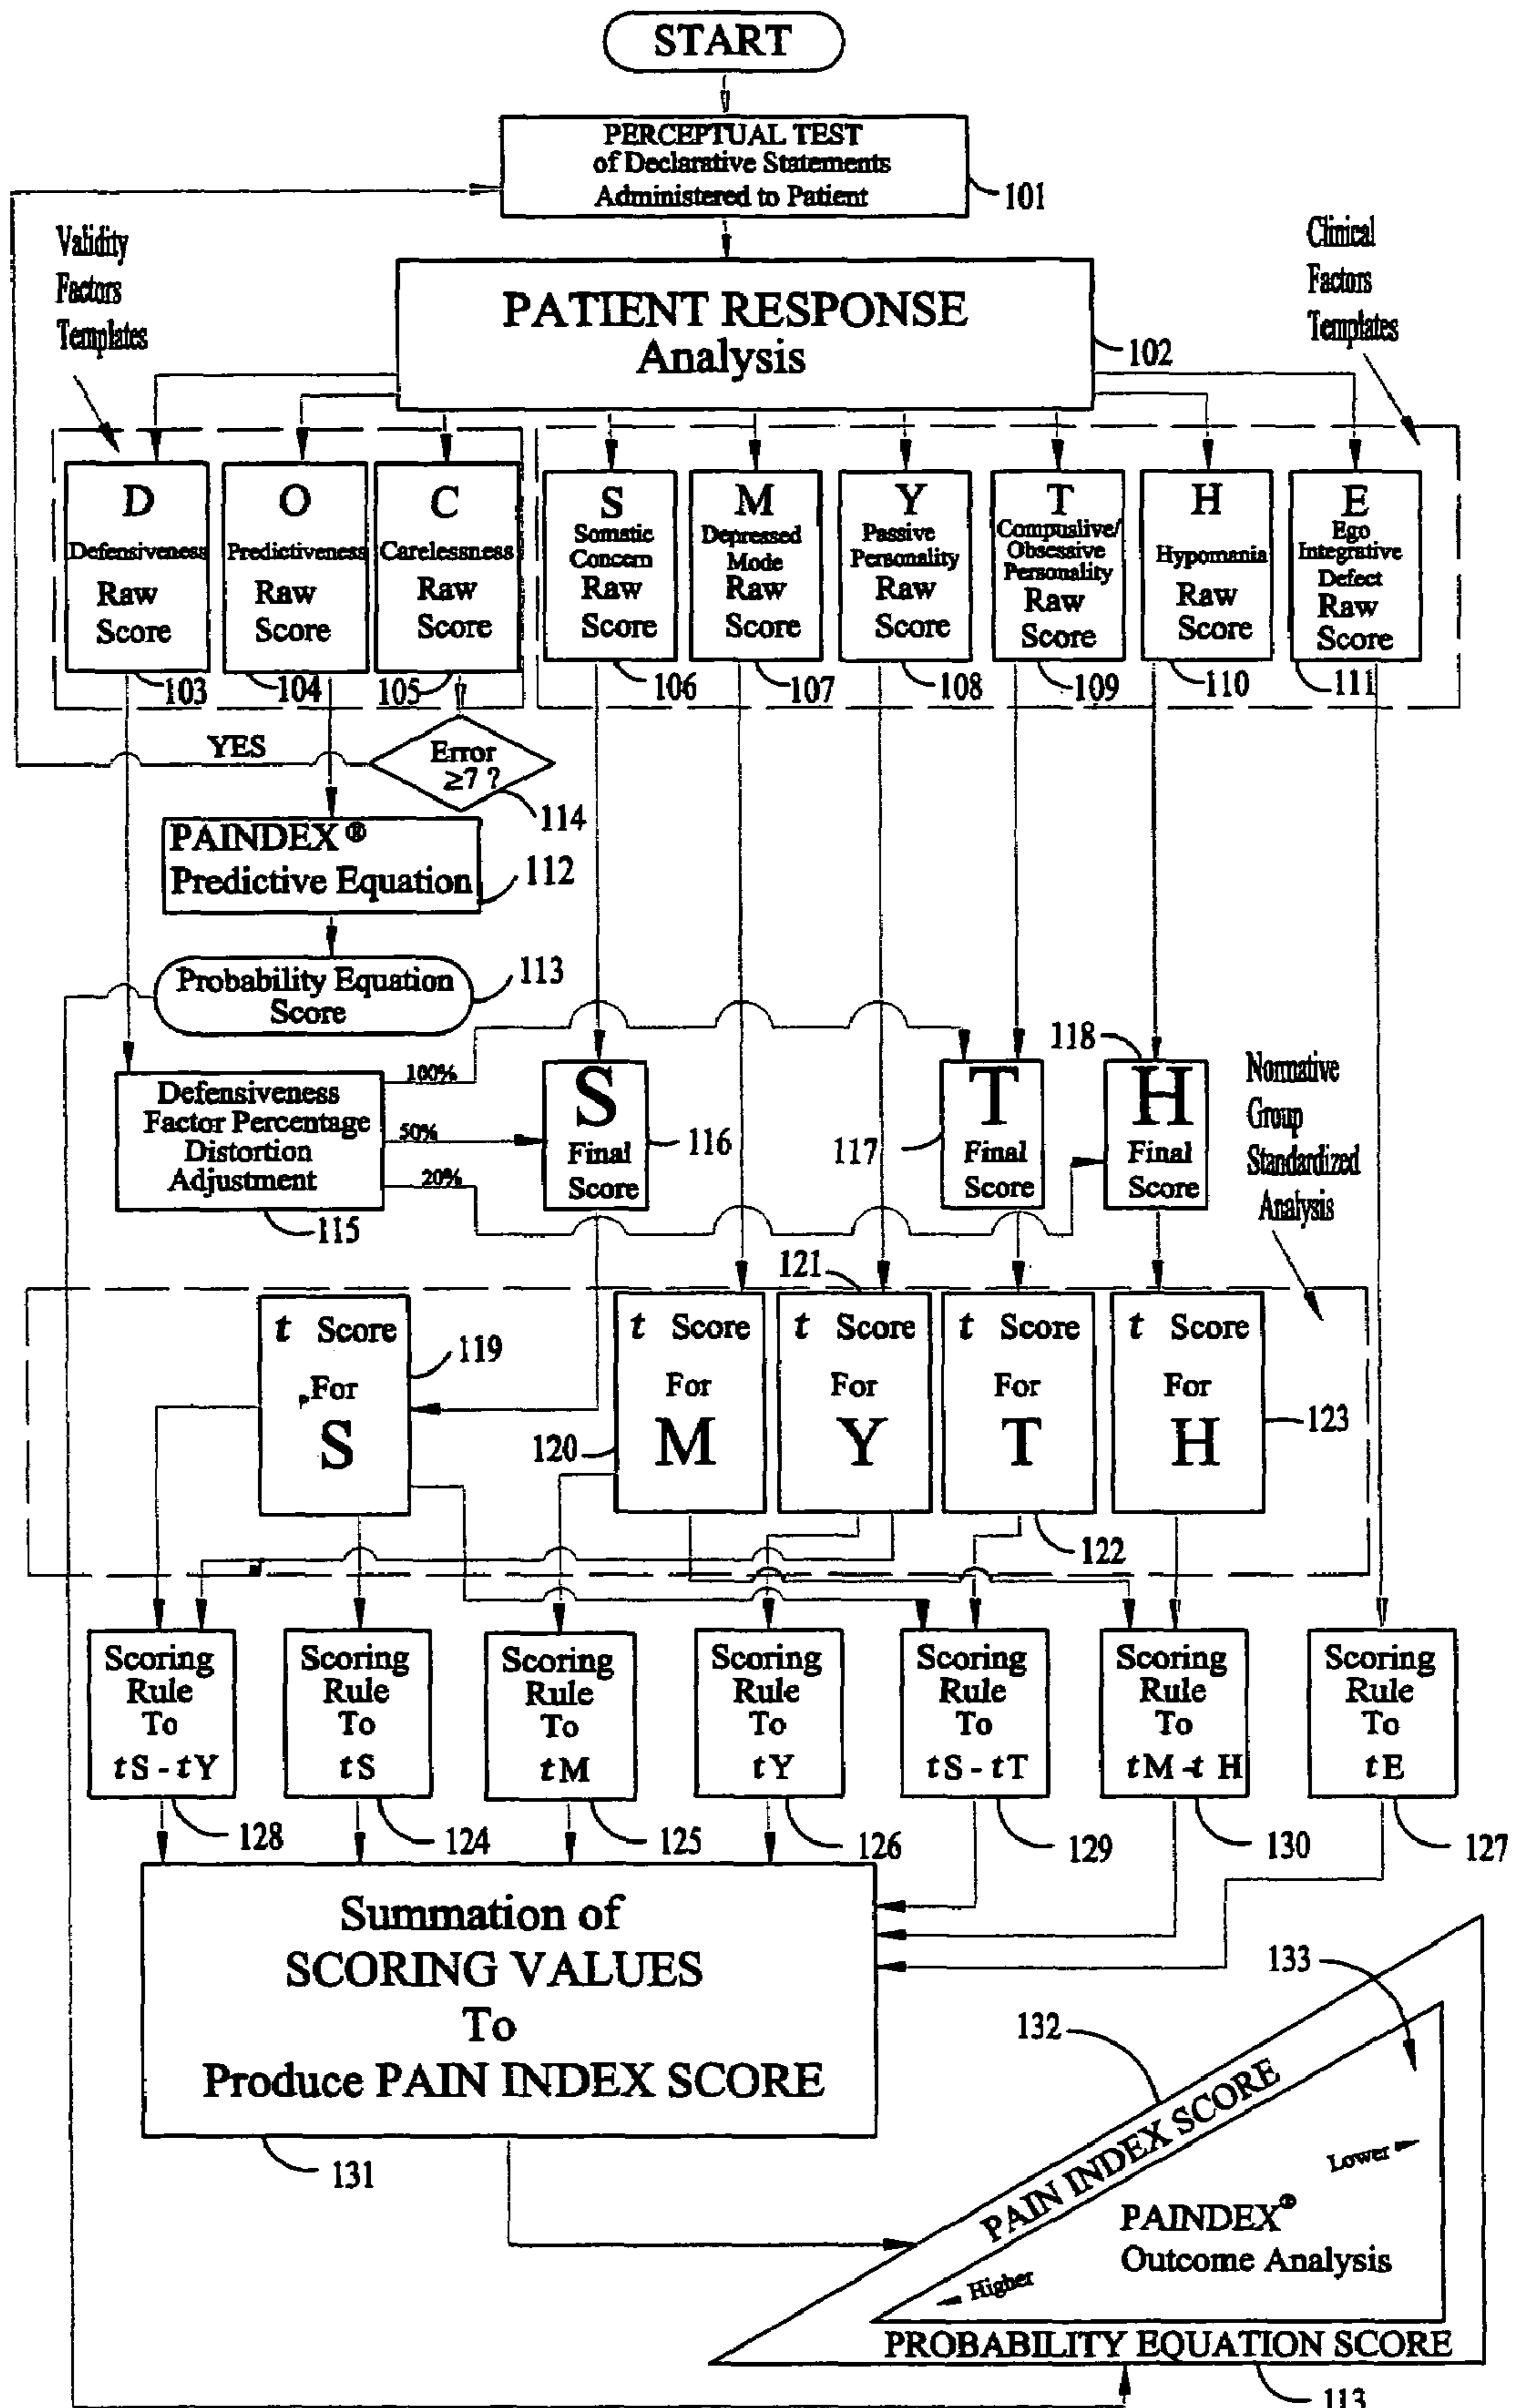 START
PERCEPTUAL TEST
of Declarative Statements
Administered to Patient
101
Validity
Factors
Templates
Clinical
Factors
Templates
PATIENT RESPONSE
Analysis
102
D
Defensiveness
Raw
Score
103
O
Predictiveness
Raw
Score
104
C
Carelessness
Raw
Score
105
S
Somatic
Concern
Raw
Score
106
M
Depressed
Mode
Raw
Score
107
Y
Passive
Personality
Raw
Score
108
T
Compuslive/
Obsessive
Personality
Raw
Score
109
H
Hypomania
Raw
Score
110
E
Ego
Integrative
Defect
Raw
Score
111
YES
Error
≥7 ?
114
PAINDEX®
Predictive Equation
112
Probability Equation
Score
113
Defensiveness
Factor Percentage
Distortion
Adjustment
115
100%
50%
20%
S
Final
Score
116
T
Final
Score
117
H
Final
Score
118
Normative
Group
Standardized
Analysis
t Score
For
S
119
t Score
For
M
120
t Score
For
Y
121
t Score
For
T
122
t Score
For
H
123
Scoring
Rule
To
tS - tY
128
Scoring
Rule
To
tS
124
Scoring
Rule
To
tM
125
Scoring
Rule
To
tY
126
Scoring
Rule
To
tS - tT
129
Scoring
Rule
To
tM - t H
130
Scoring
Rule
To
tE
127
Summation of
SCORING VALUES
To
Produce PAIN INDEX SCORE
131
132
133
PAIN INDEX SCORE
Lower
PAINDEX®
Outcome Analysis
Higher
PROBABILITY EQUATION SCORE
113